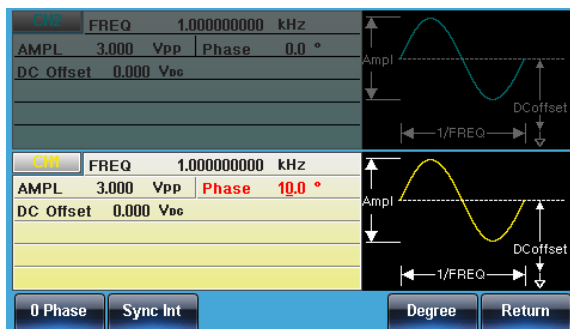 CH2 FREQ 1.000000000 kHz
AMPL 3.000 Vpp Phase 0.0 °
DC Offset 0.000 VDC
Ampl
DCoffset
1/FREQ
CH1 FREQ 1.000000000 kHz
AMPL 3.000 Vpp Phase 10.0 °
DC Offset 0.000 VDC
Ampl
DCoffset
1/FREQ
0 Phase Sync Int Degree Return